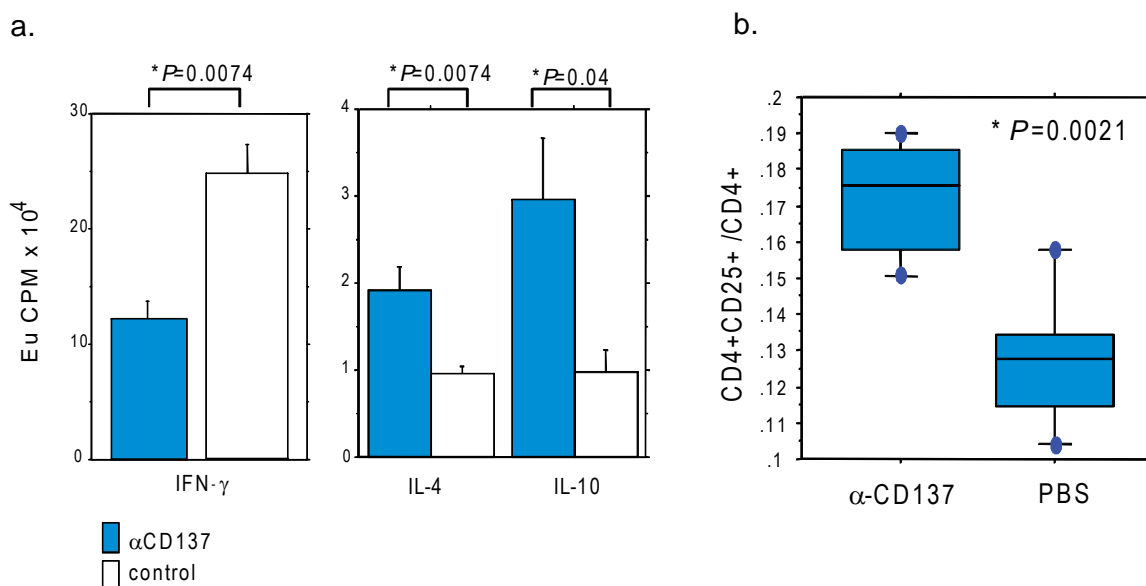 a.
* P=0.0074
30
20
10
0
Eu CPM x 10⁴
IFN-γ
* P=0.0074
* P=0.04
4
3
2
1
0
IL-4
IL-10
αCD137
control
b.
.2
.19
.18
.17
.16
.15
.14
.13
.12
.11
.1
CD4+CD25+ /CD4+
* P=0.0021
α-CD137
PBS